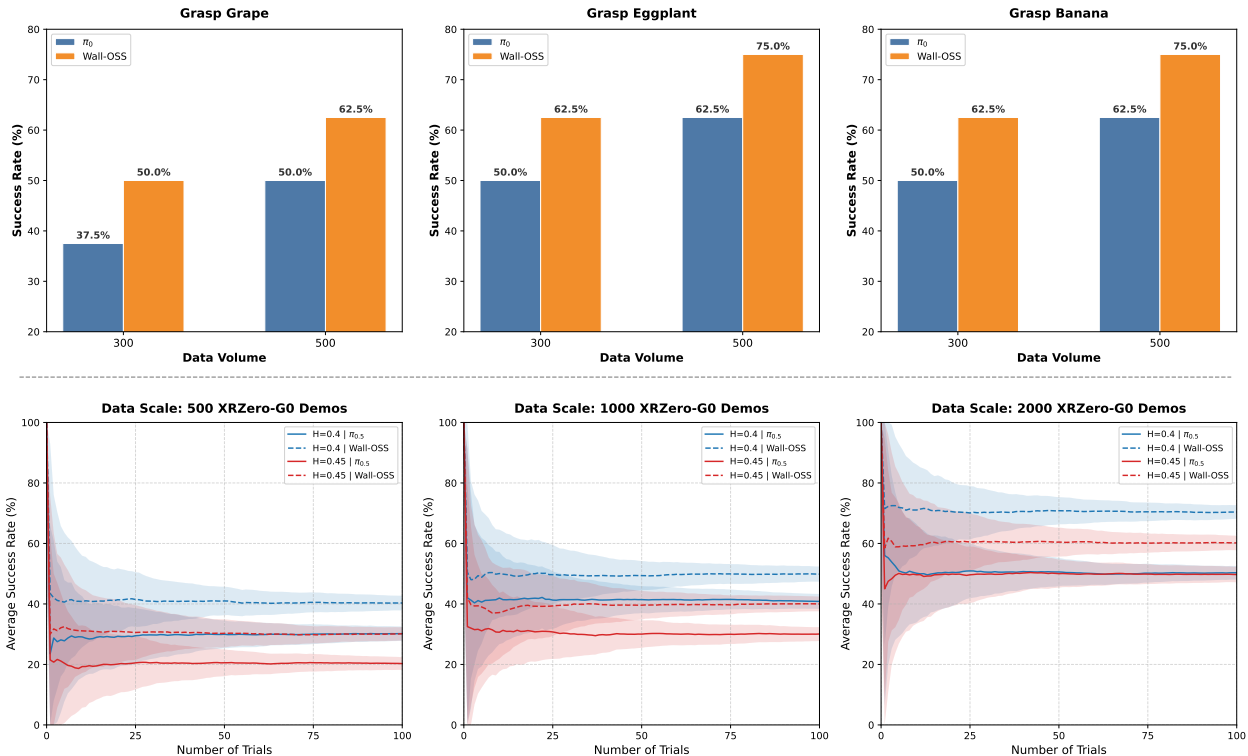 Grasp Grape
Success Rate (%)
80
70
60
50
40
30
20
π0
Wall-OSS
37.5%
50.0%
50.0%
62.5%
300
500
Data Volume
Grasp Eggplant
Success Rate (%)
80
70
60
50
40
30
20
π0
Wall-OSS
50.0%
62.5%
62.5%
75.0%
300
500
Data Volume
Grasp Banana
Success Rate (%)
80
70
60
50
40
30
20
π0
Wall-OSS
50.0%
62.5%
62.5%
75.0%
300
500
Data Volume
Data Scale: 500 XRZero-G0 Demos
Average Success Rate (%)
100
80
60
40
20
0
H=0.4 | π0.5
H=0.4 | Wall-OSS
H=0.45 | π0.5
H=0.45 | Wall-OSS
0
25
50
75
100
Number of Trials
Data Scale: 1000 XRZero-G0 Demos
Average Success Rate (%)
100
80
60
40
20
0
H=0.4 | π0.5
H=0.4 | Wall-OSS
H=0.45 | π0.5
H=0.45 | Wall-OSS
0
25
50
75
100
Number of Trials
Data Scale: 2000 XRZero-G0 Demos
Average Success Rate (%)
100
80
60
40
20
0
H=0.4 | π0.5
H=0.4 | Wall-OSS
H=0.45 | π0.5
H=0.45 | Wall-OSS
0
25
50
75
100
Number of Trials